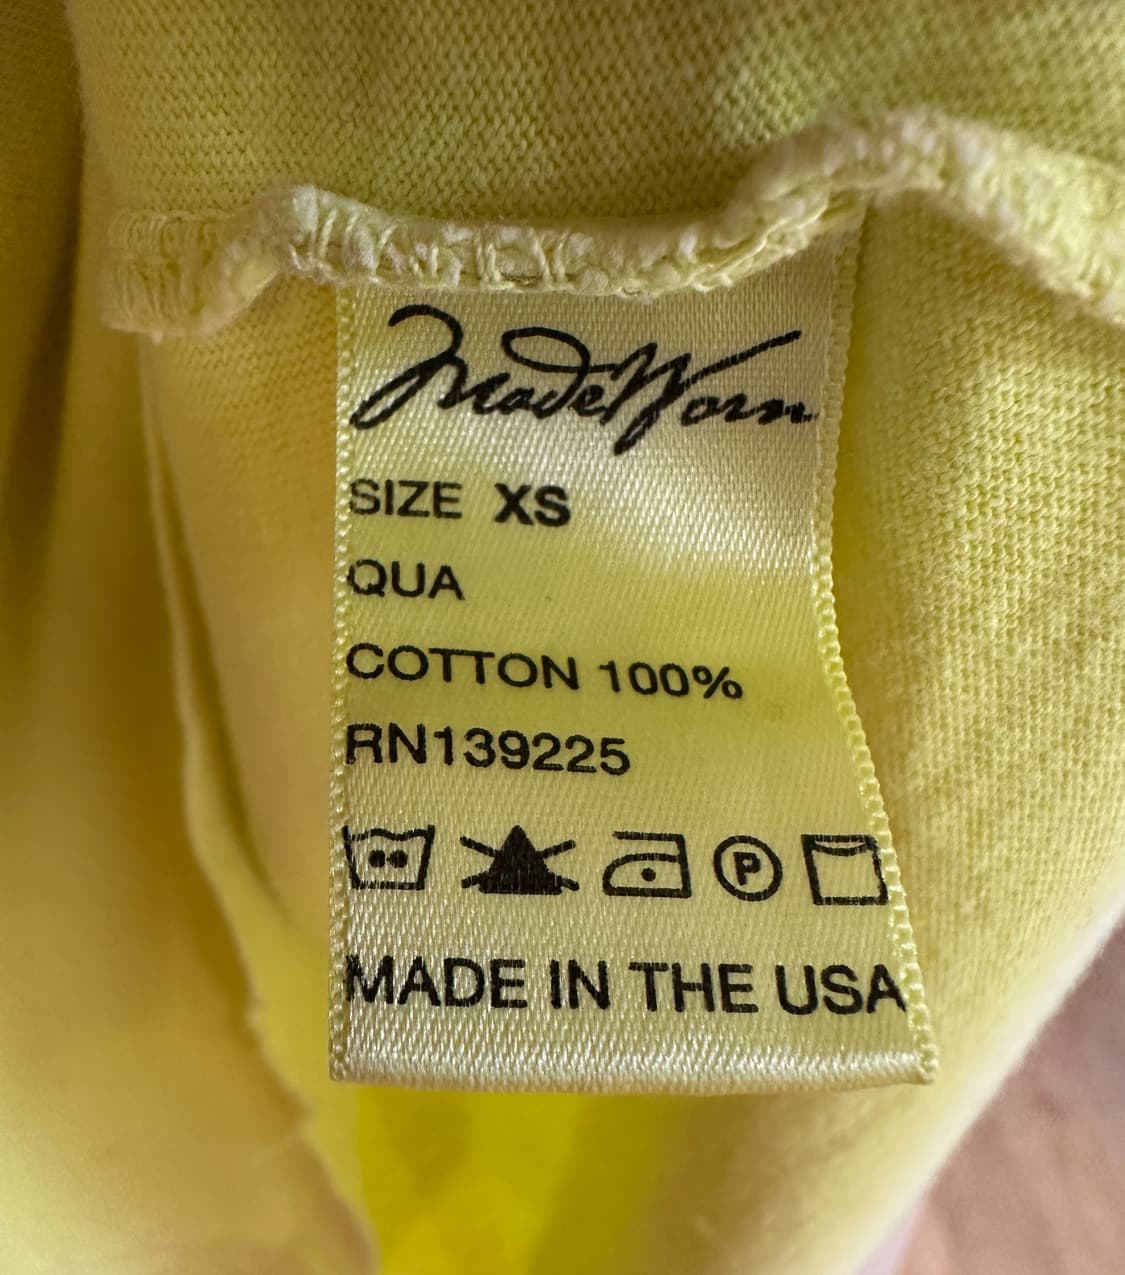 MadeWorn
SIZE XS
QUA
COTTON 100%
RN139225
P
MADE IN THE USA